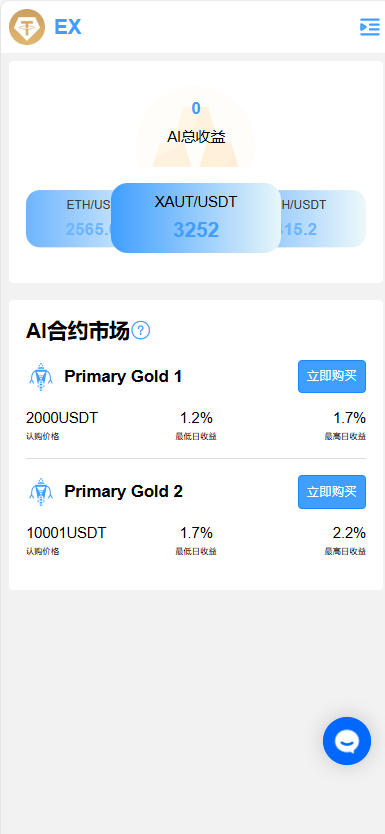 EX
0
AI总收益
ETH/US
XAUT/USDT
H/USDT
2565.
3252
15.2
AI合约市场
Primary Gold 1
立即购买
2000USDT
1.2%
1.7%
认购价格
最低日收益
最高日收益
Primary Gold 2
立即购买
10001USDT
1.7%
2.2%
认购价格
最低日收益
最高日收益